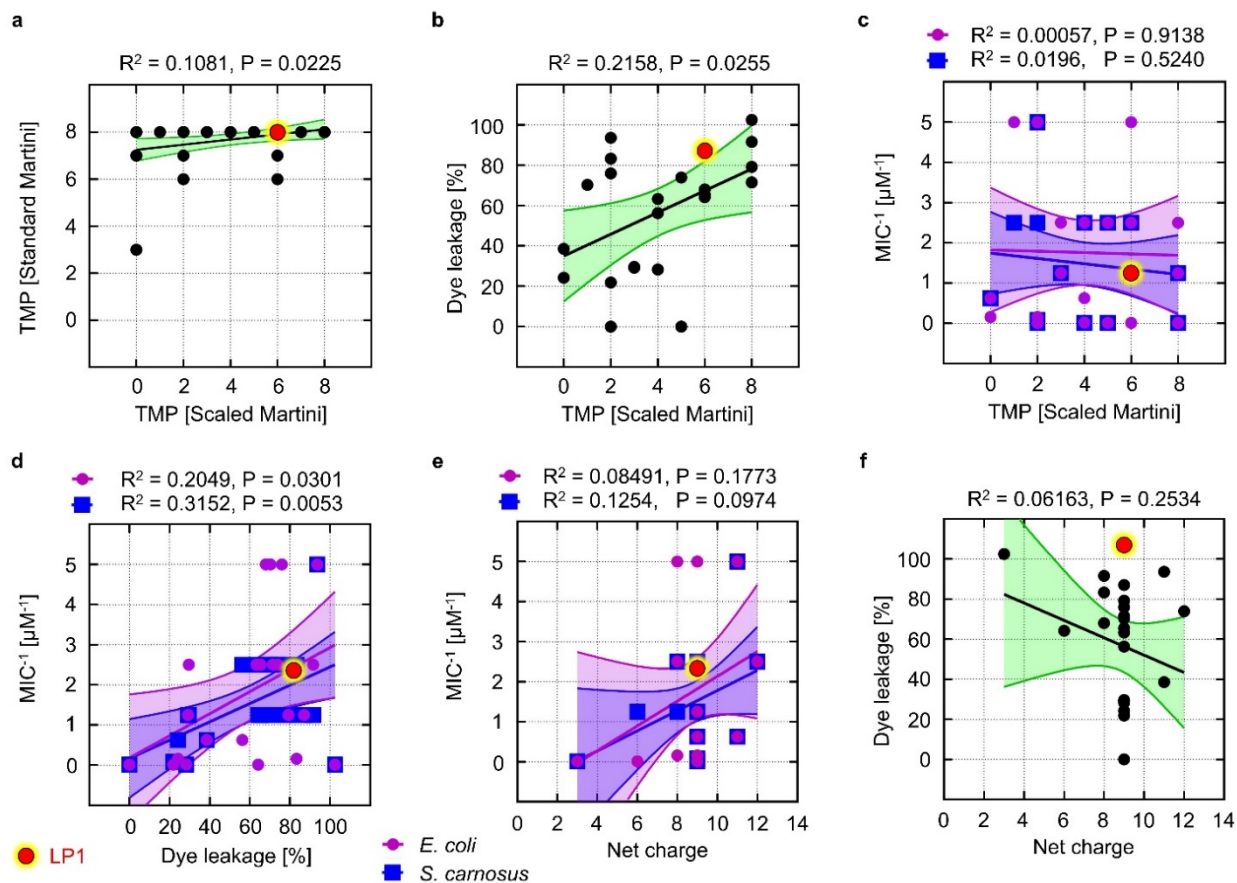 a
R² = 0.1081, P = 0.0225
TMP [Standard Martini]
8
6
4
2
0
0 2 4 6 8
TMP [Scaled Martini]
b
R² = 0.2158, P = 0.0255
Dye leakage [%]
100
80
60
40
20
0
0 2 4 6 8
TMP [Scaled Martini]
c
R² = 0.00057, P = 0.9138
R² = 0.0196, P = 0.5240
MIC⁻¹ [µM⁻¹]
5
4
3
2
1
0
0 2 4 6 8
TMP [Scaled Martini]
d
R² = 0.2049, P = 0.0301
R² = 0.3152, P = 0.0053
MIC⁻¹ [µM⁻¹]
5
4
3
2
1
0
0 20 40 60 80 100
Dye leakage [%]
e
R² = 0.08491, P = 0.1773
R² = 0.1254, P = 0.0974
MIC⁻¹ [µM⁻¹]
5
4
3
2
1
0
0 2 4 6 8 10 12 14
Net charge
f
R² = 0.06163, P = 0.2534
Dye leakage [%]
100
80
60
40
20
0
0 2 4 6 8 10 12 14
Net charge
LP1
E. coli
S. carnosus